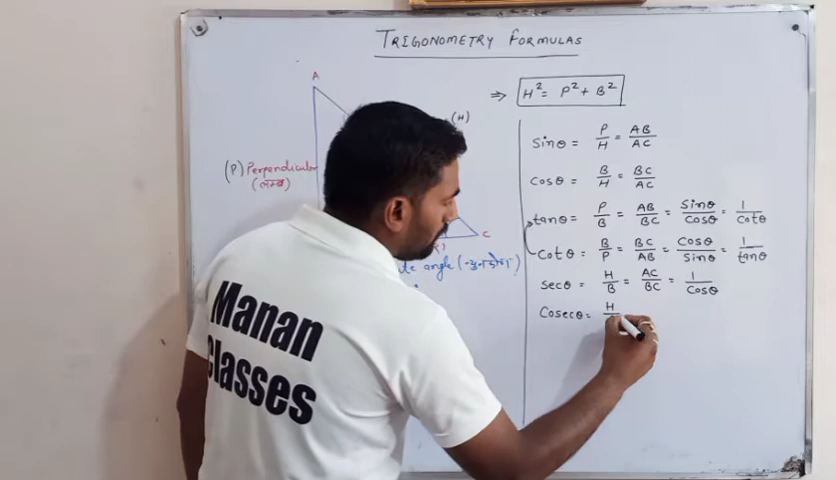 TRIGONOMETRY FORMULAS
A
(H)
⇒ H² = P² + B²
(P) Perpendicular
(लम्ब)
C
angle
Sinθ = P/H = AB/AC
Cosθ = B/H = BC/AC
tanθ = P/B = AB/BC = Sinθ/Cosθ = 1/Cotθ
Cotθ = B/P = BC/AB = Cosθ/Sinθ = 1/tanθ
Secθ = H/B = AC/BC = 1/Cosθ
Cosecθ = H
Manan
Classes